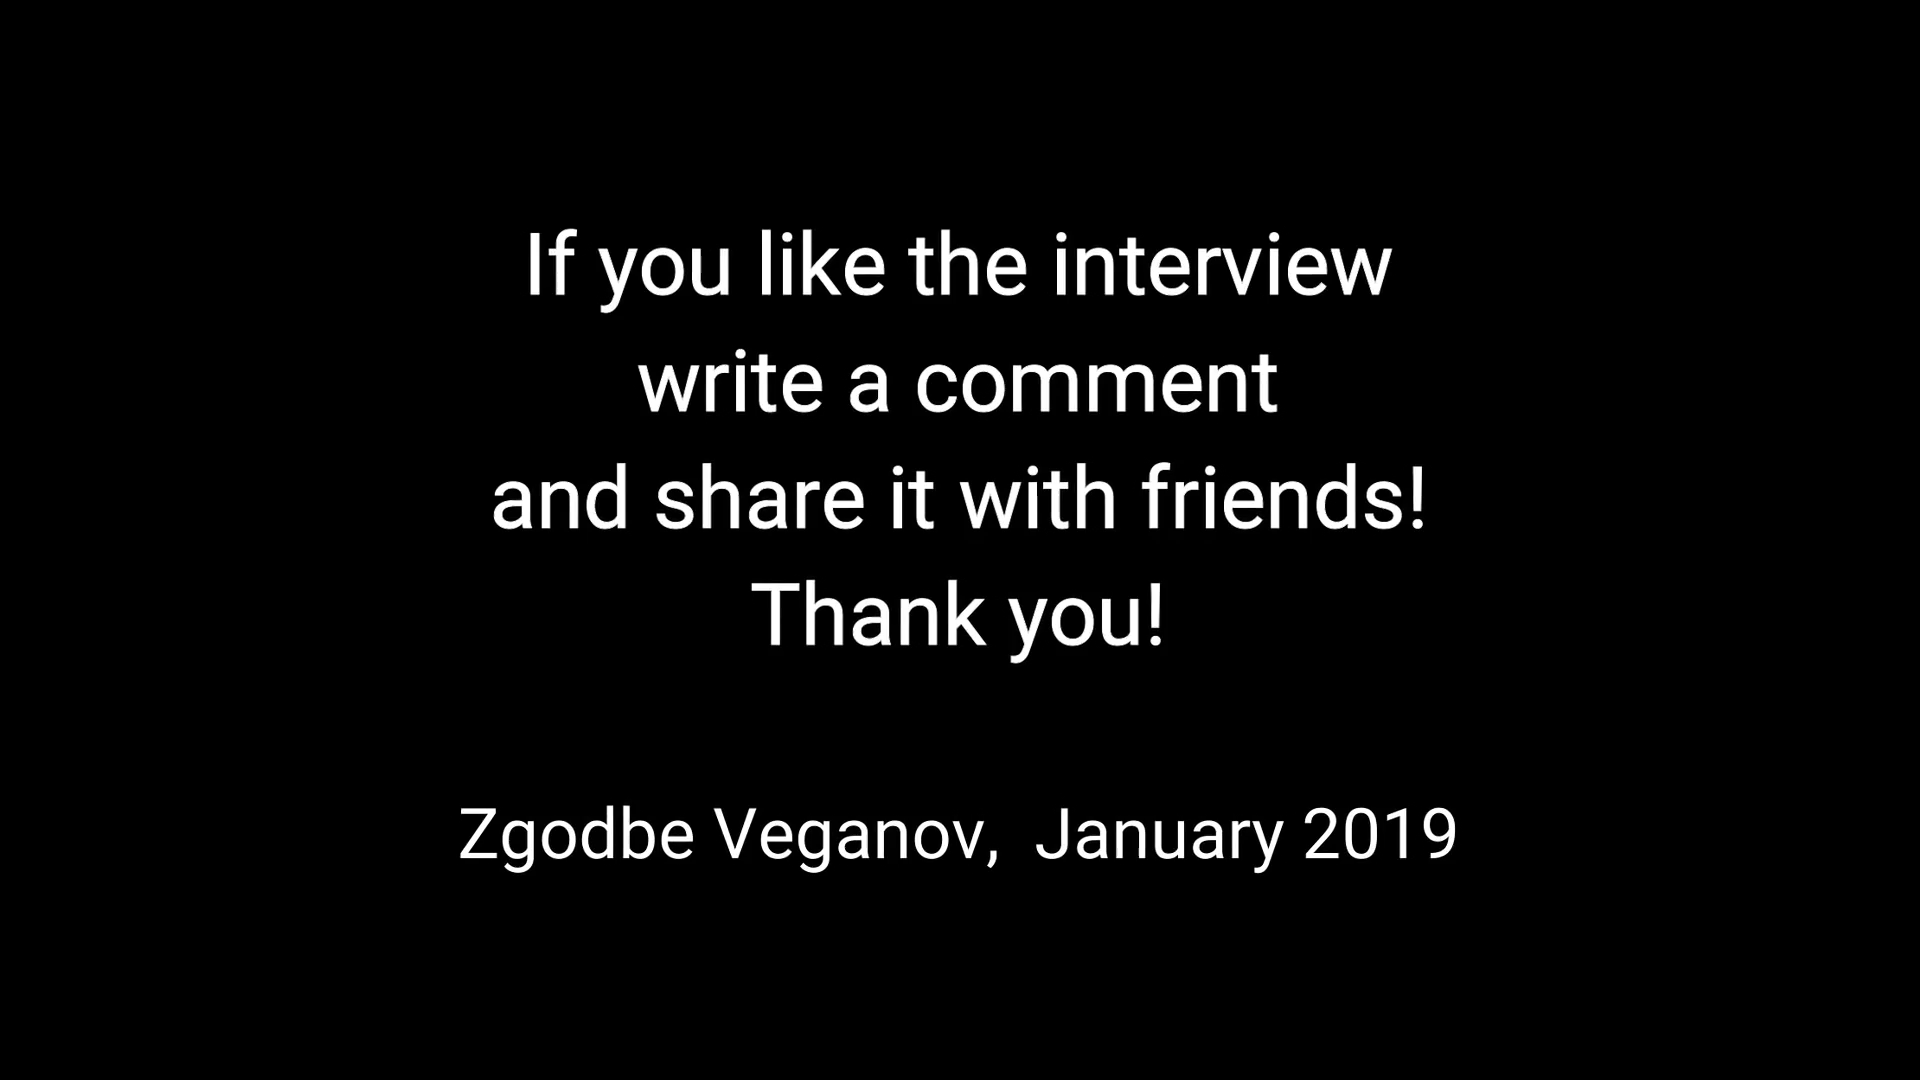 If you like the interview
write a comment
and share it with friends!
Thank you!
Zgodbe Veganov,  January 2019